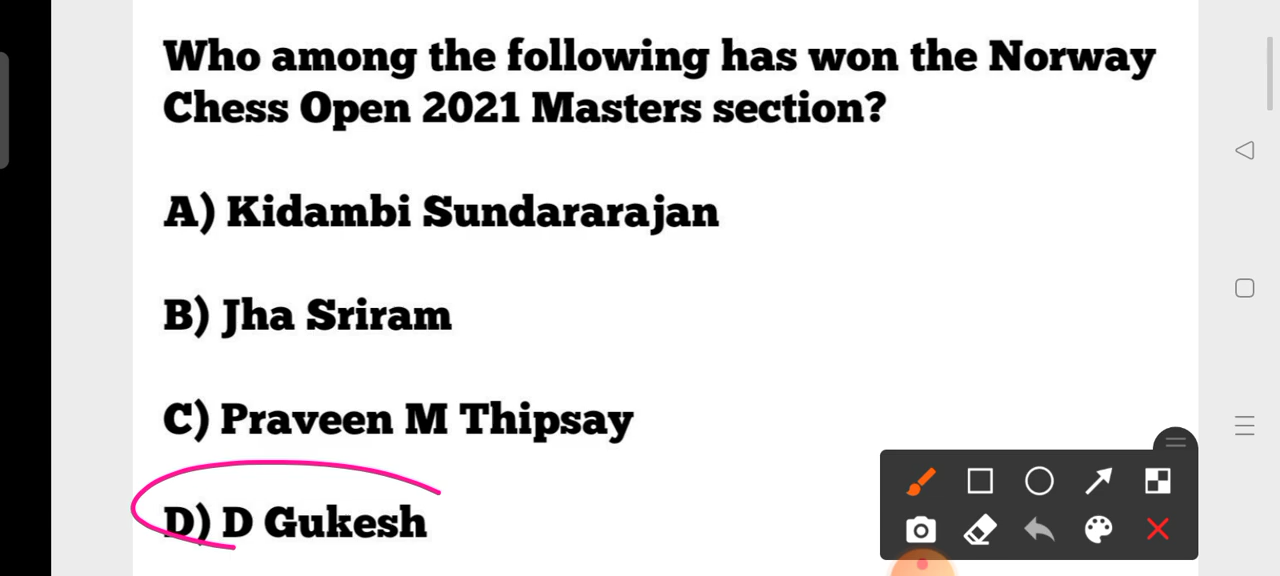 Who among the following has won the Norway
Chess Open 2021 Masters section?
A) Kidambi Sundararajan
B) Jha Sriram
C) Praveen M Thipsay
D) D Gukesh